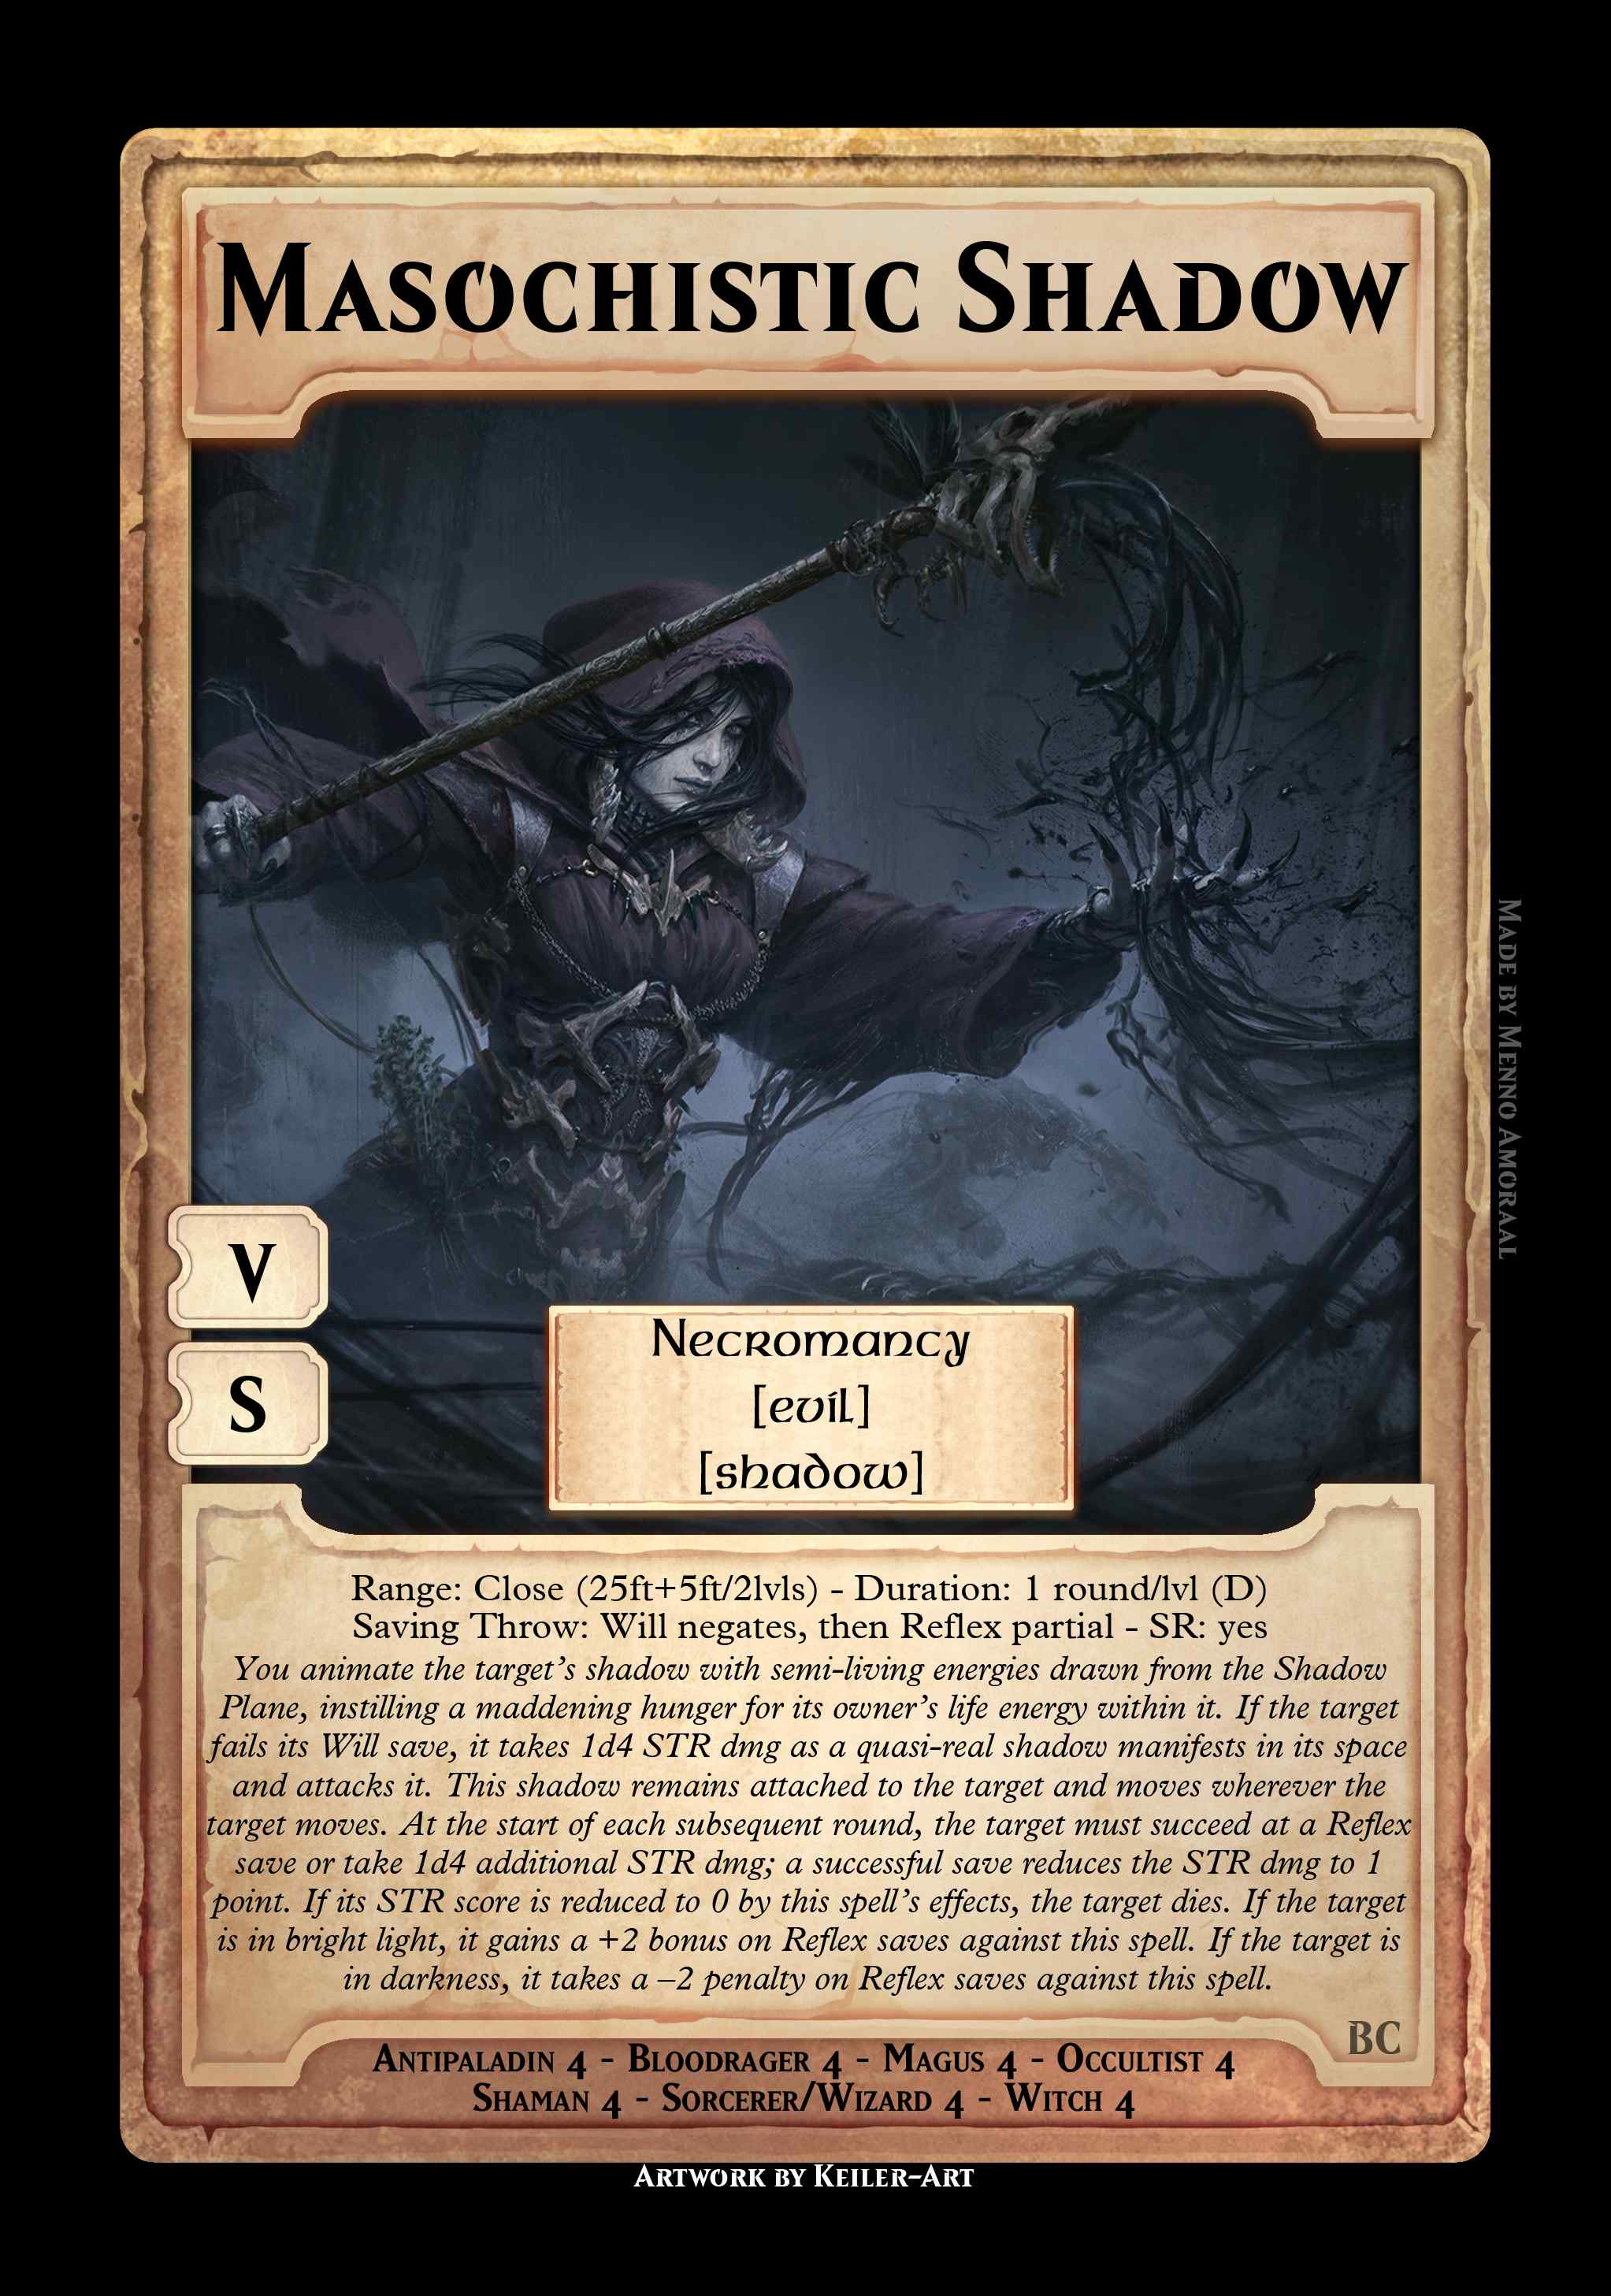 Masochistic Shadow
V
S
Necromancy
[evil]
[shadow]
Range: Close (25ft+5ft/2lvls) - Duration: 1 round/lvl (D)
Saving Throw: Will negates, then Reflex partial - SR: yes
You animate the target's shadow with semi-living energies drawn from the Shadow
Plane, instilling a maddening hunger for its owner's life energy within it. If the target
fails its Will save, it takes 1d4 STR dmg as a quasi-real shadow manifests in its space
and attacks it. This shadow remains attached to the target and moves wherever the
target moves. At the start of each subsequent round, the target must succeed at a Reflex
save or take 1d4 additional STR dmg; a successful save reduces the STR dmg to 1
point. If its STR score is reduced to 0 by this spell's effects, the target dies. If the target
is in bright light, it gains a +2 bonus on Reflex saves against this spell. If the target is
in darkness, it takes a –2 penalty on Reflex saves against this spell.
BC
Antipaladin 4 - Bloodrager 4 - Magus 4 - Occultist 4
Shaman 4 - Sorcerer/Wizard 4 - Witch 4
Artwork by Keiler-Art
Made by Menno Amoraal